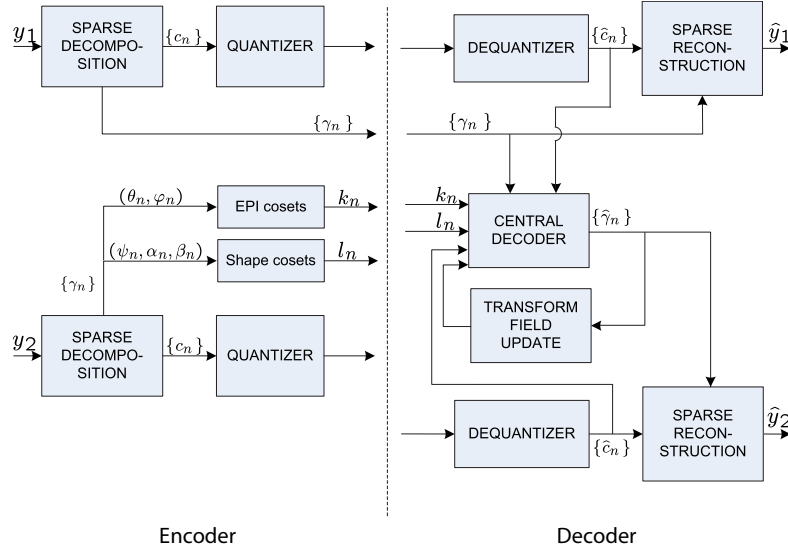 y1
SPARSE
DECOMPO-
SITION
{c_n}
QUANTIZER
{γ_n}
(θ_n, φ_n)
EPI cosets
k_n
(ψ_n, α_n, β_n)
Shape cosets
l_n
{γ_n}
y2
SPARSE
DECOMPO-
SITION
{c_n}
QUANTIZER
Encoder
DEQUANTIZER
{ĉ_n}
SPARSE
RECON-
STRUCTION
ŷ1
{γ_n}
k_n
l_n
CENTRAL
DECODER
{γ̂_n}
TRANSFORM
FIELD
UPDATE
DEQUANTIZER
{ĉ_n}
SPARSE
RECON-
STRUCTION
ŷ2
Decoder